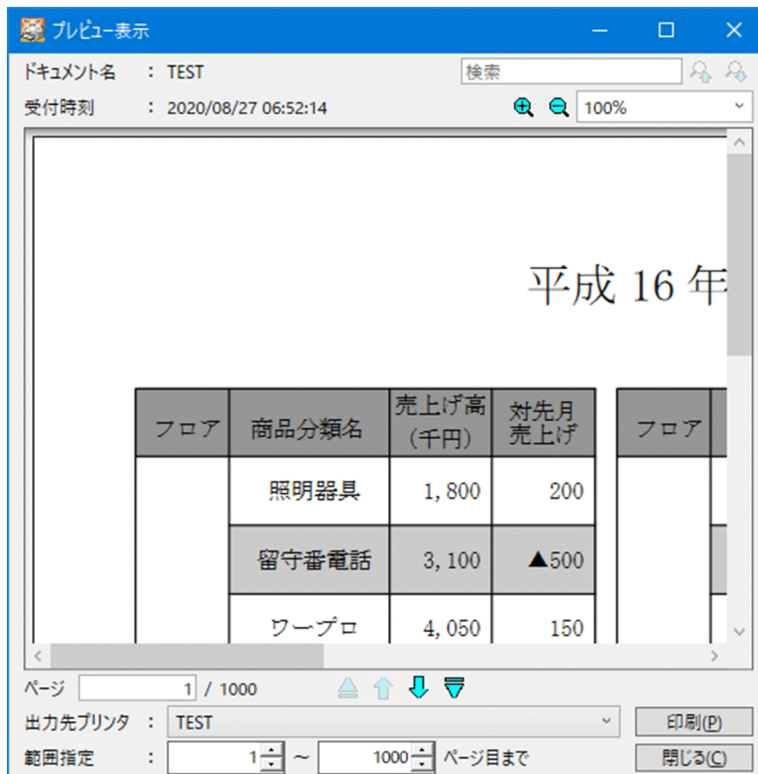 プレビュー表示
ドキュメント名 : TEST 検索
受付時刻 : 2020/08/27 06:52:14 100%
平成 16 年
フロア 商品分類名 売上げ高(千円) 対先月売上げ フロア
照明器具 1,800 200
留守番電話 3,100 ▲500
ワープロ 4,050 150
ページ 1 / 1000
出力先プリンタ : TEST 印刷(P)
範囲指定 : 1 ~ 1000 ページ目まで 閉じる(C)